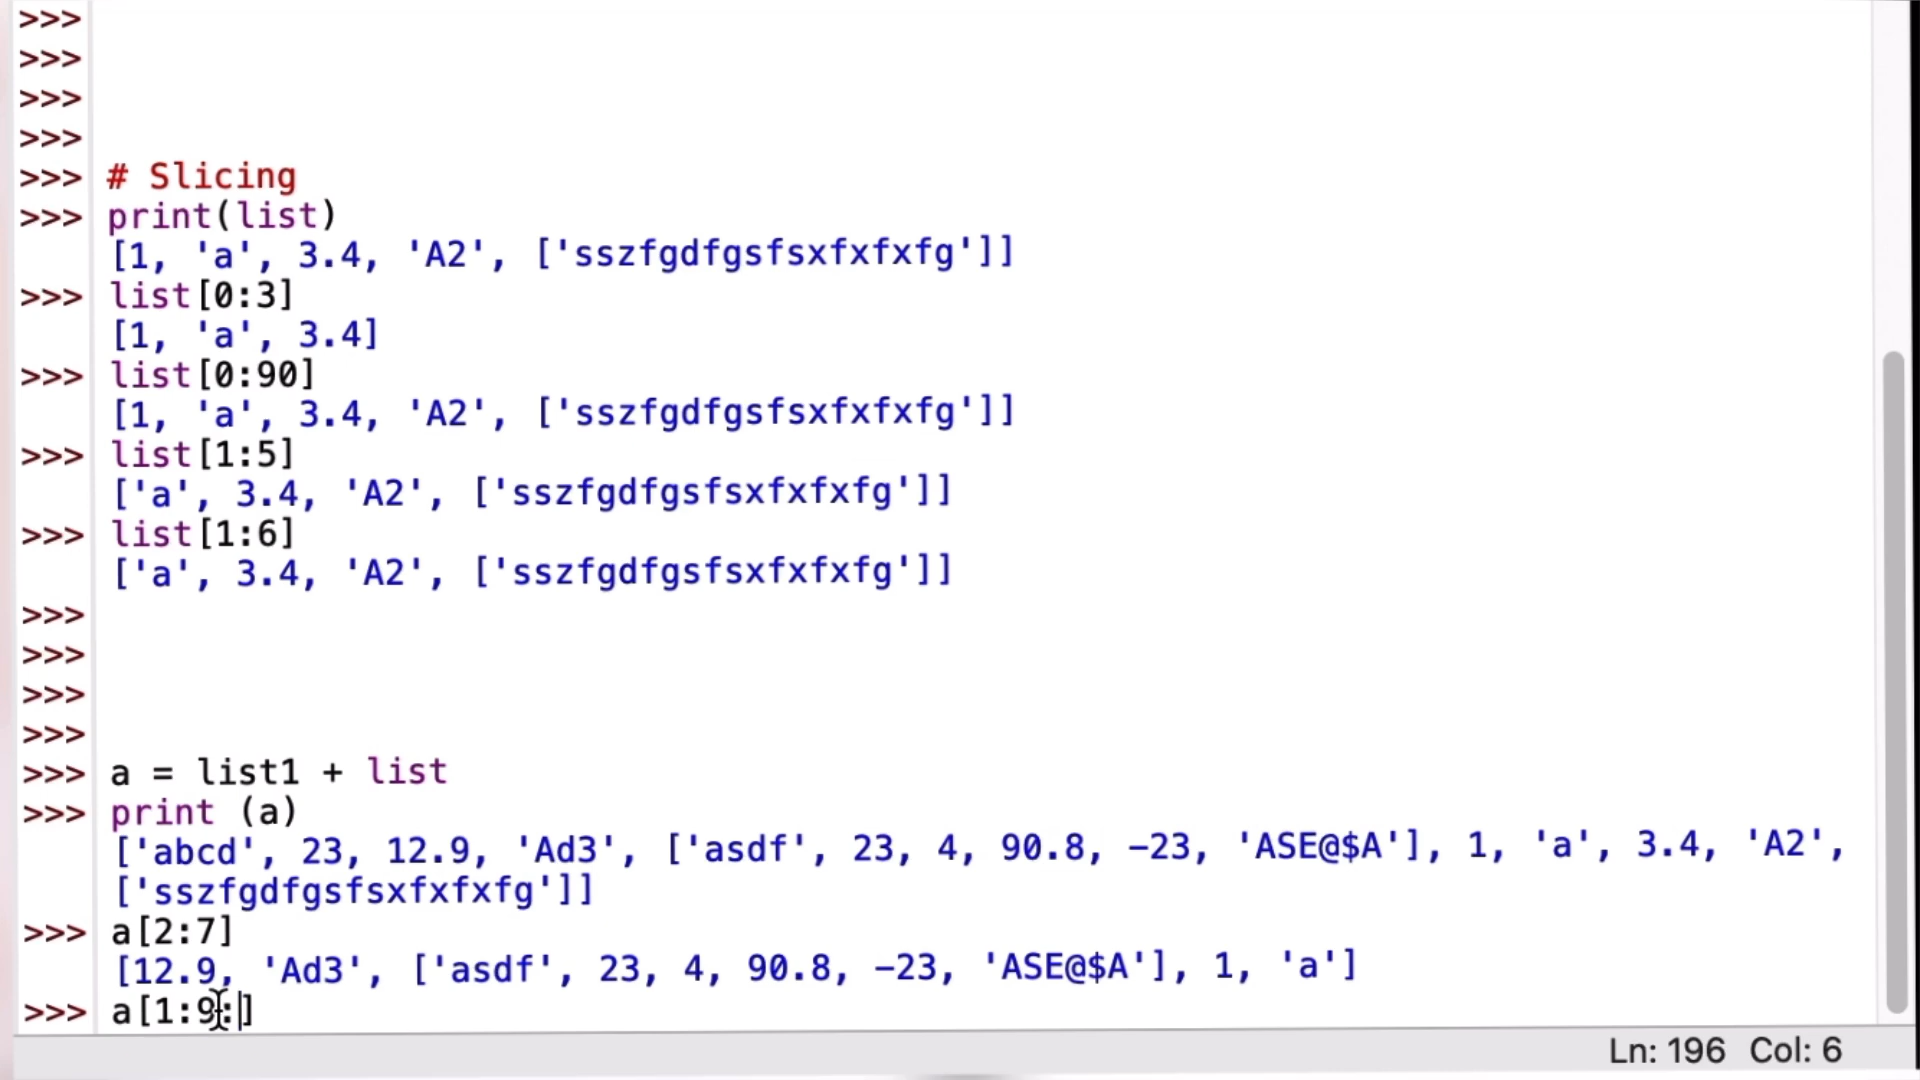 >>>
>>>
>>>
>>>
>>> # Slicing
>>> print(list)
[1, 'a', 3.4, 'A2', ['sszfgdfgsfsxfxfxfg']]
>>> list[0:3]
[1, 'a', 3.4]
>>> list[0:90]
[1, 'a', 3.4, 'A2', ['sszfgdfgsfsxfxfxfg']]
>>> list[1:5]
['a', 3.4, 'A2', ['sszfgdfgsfsxfxfxfg']]
>>> list[1:6]
['a', 3.4, 'A2', ['sszfgdfgsfsxfxfxfg']]
>>>
>>>
>>>
>>>
>>> a = list1 + list
>>> print (a)
['abcd', 23, 12.9, 'Ad3', ['asdf', 23, 4, 90.8, -23, 'ASE@$A'], 1, 'a', 3.4, 'A2',
['sszfgdfgsfsxfxfxfg']]
>>> a[2:7]
[12.9, 'Ad3', ['asdf', 23, 4, 90.8, -23, 'ASE@$A'], 1, 'a']
>>> a[1:9:]
Ln: 196 Col: 6